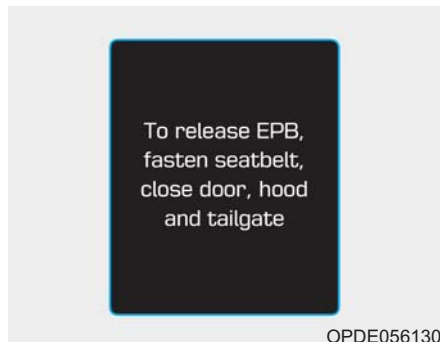 To release EPB,
fasten seatbelt,
close door, hood
and tailgate
OPDE056130